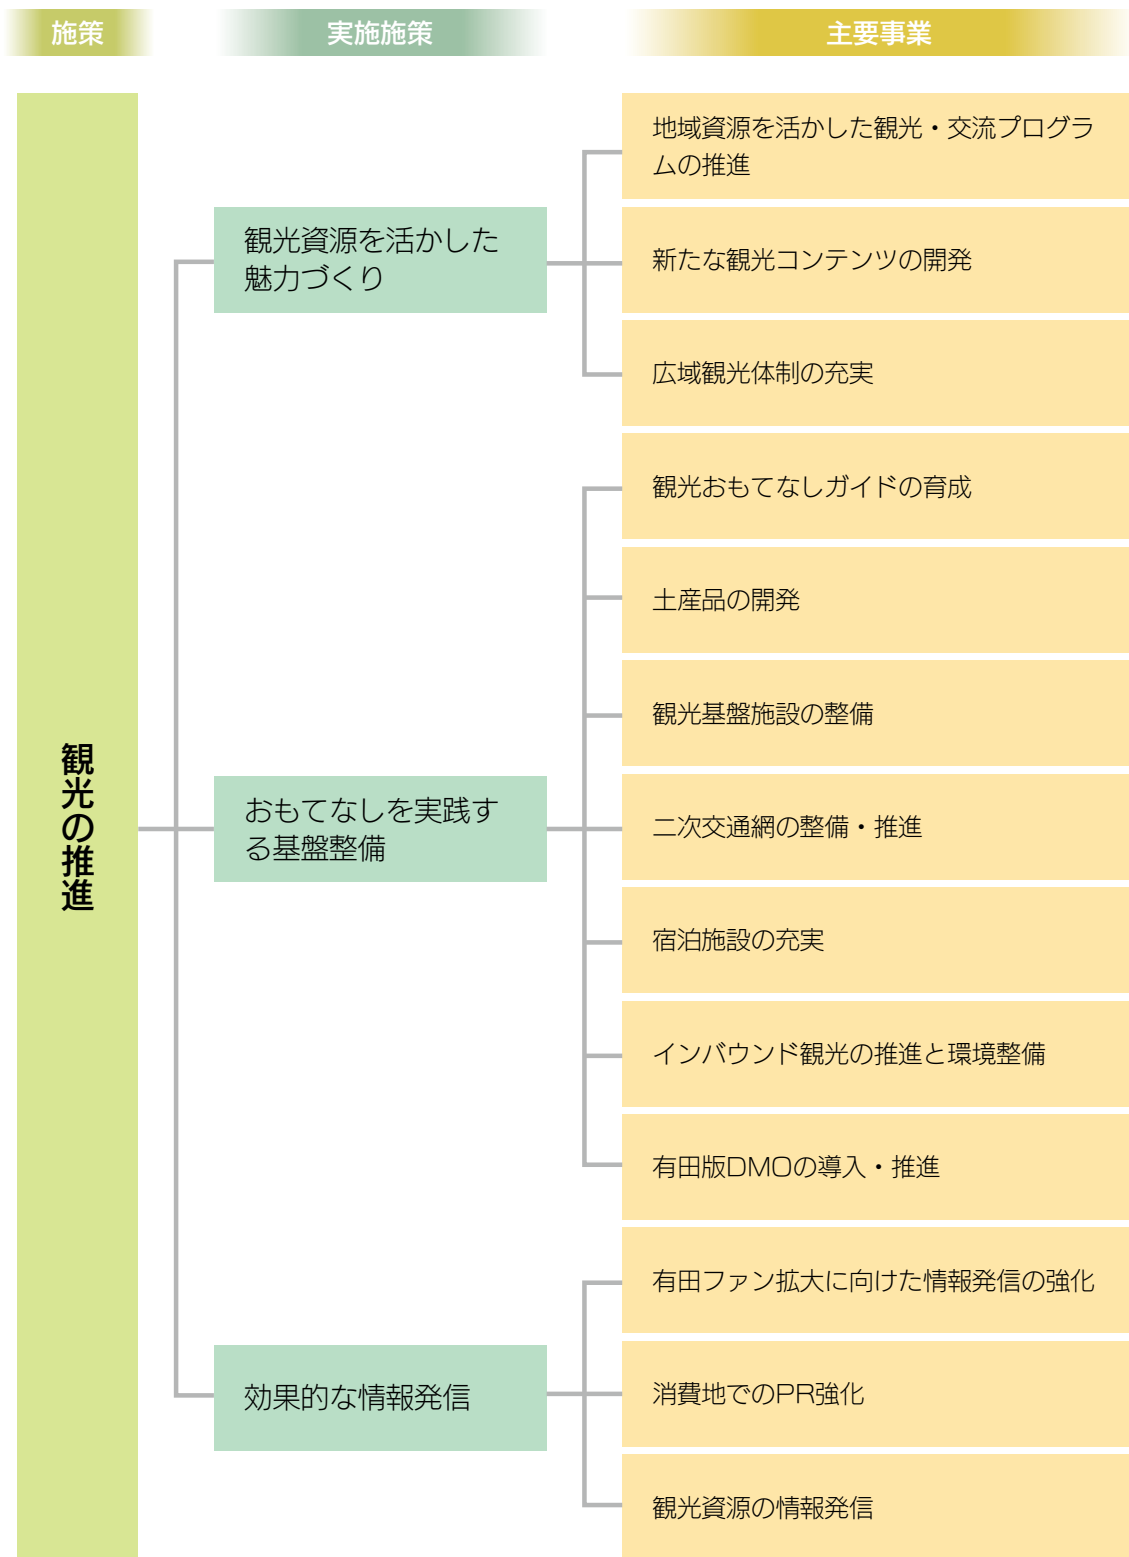 施策
実施施策
主要事業
観光の推進
観光資源を活かした
魅力づくり
地域資源を活かした観光・交流プログラ
ムの推進
新たな観光コンテンツの開発
広域観光体制の充実
おもてなしを実践す
る基盤整備
観光おもてなしガイドの育成
土産品の開発
観光基盤施設の整備
二次交通網の整備・推進
宿泊施設の充実
インバウンド観光の推進と環境整備
有田版DMOの導入・推進
効果的な情報発信
有田ファン拡大に向けた情報発信の強化
消費地でのPR強化
観光資源の情報発信